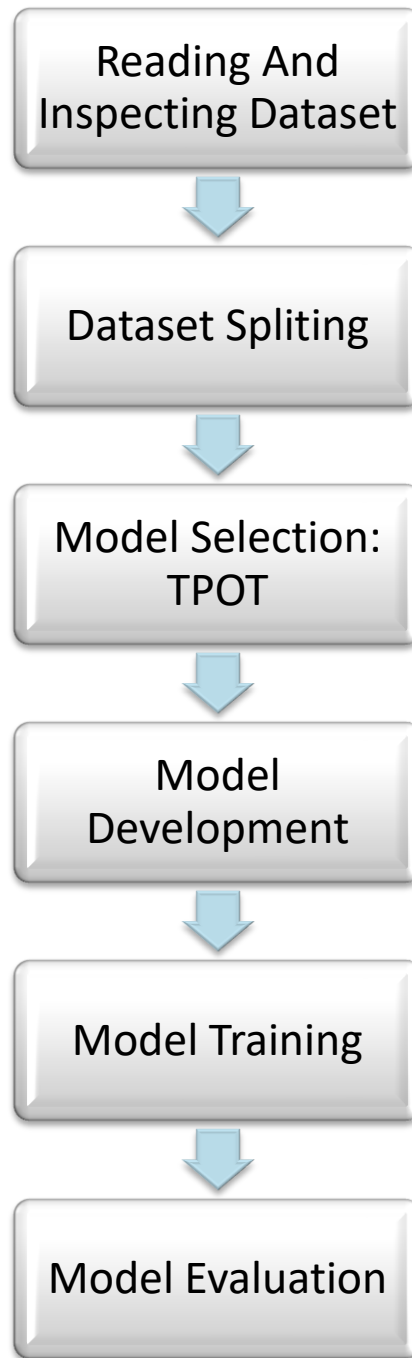 Reading And
Inspecting Dataset
Dataset Spliting
Model Selection:
TPOT
Model
Development
Model Training
Model Evaluation